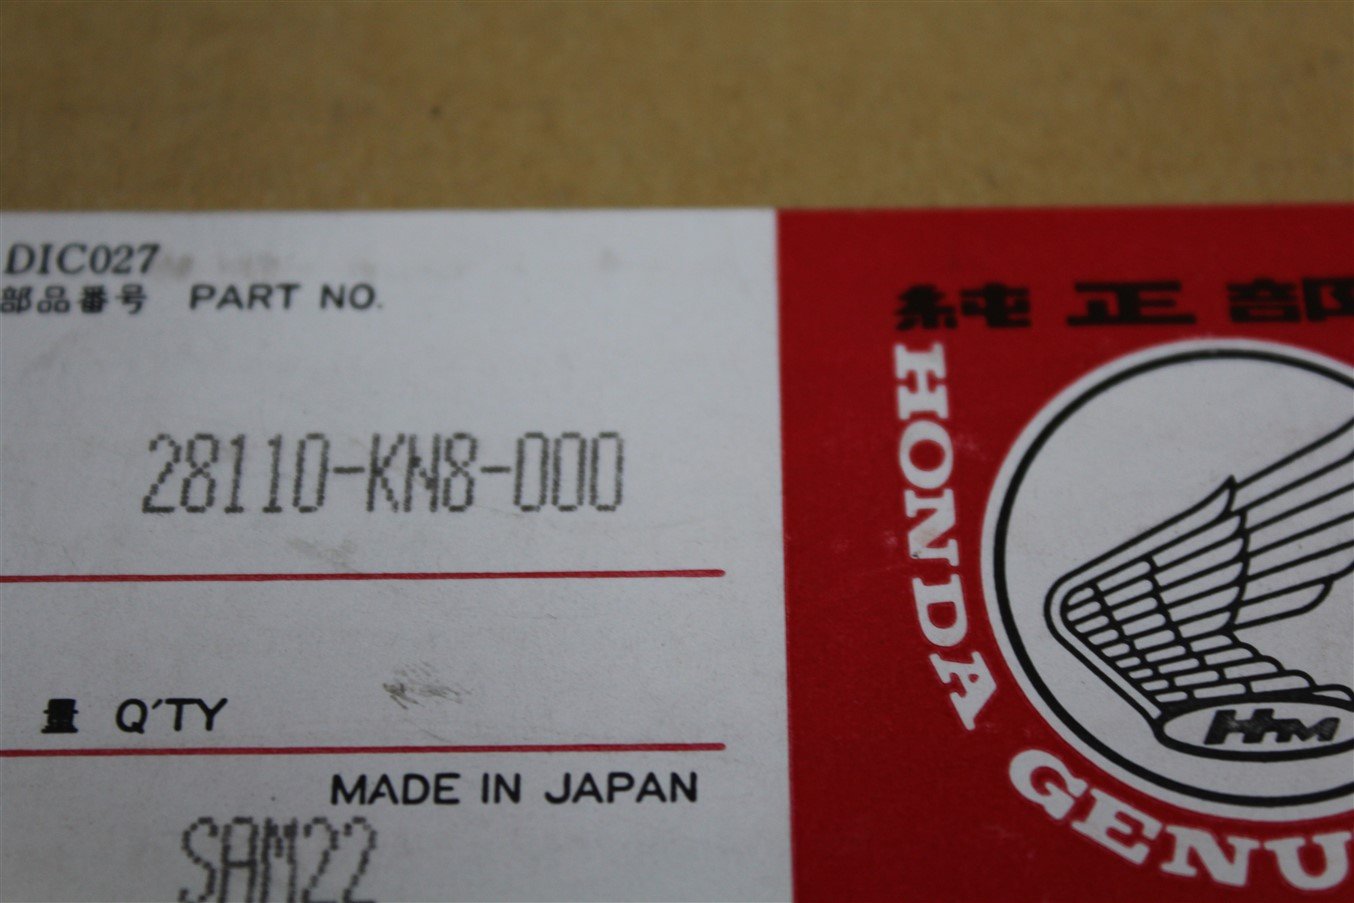 DIC027
部品番号 PART NO.
28110-KN8-000
量 Q'TY
MADE IN JAPAN
SAM22
純正部
HONDA GENU
HM